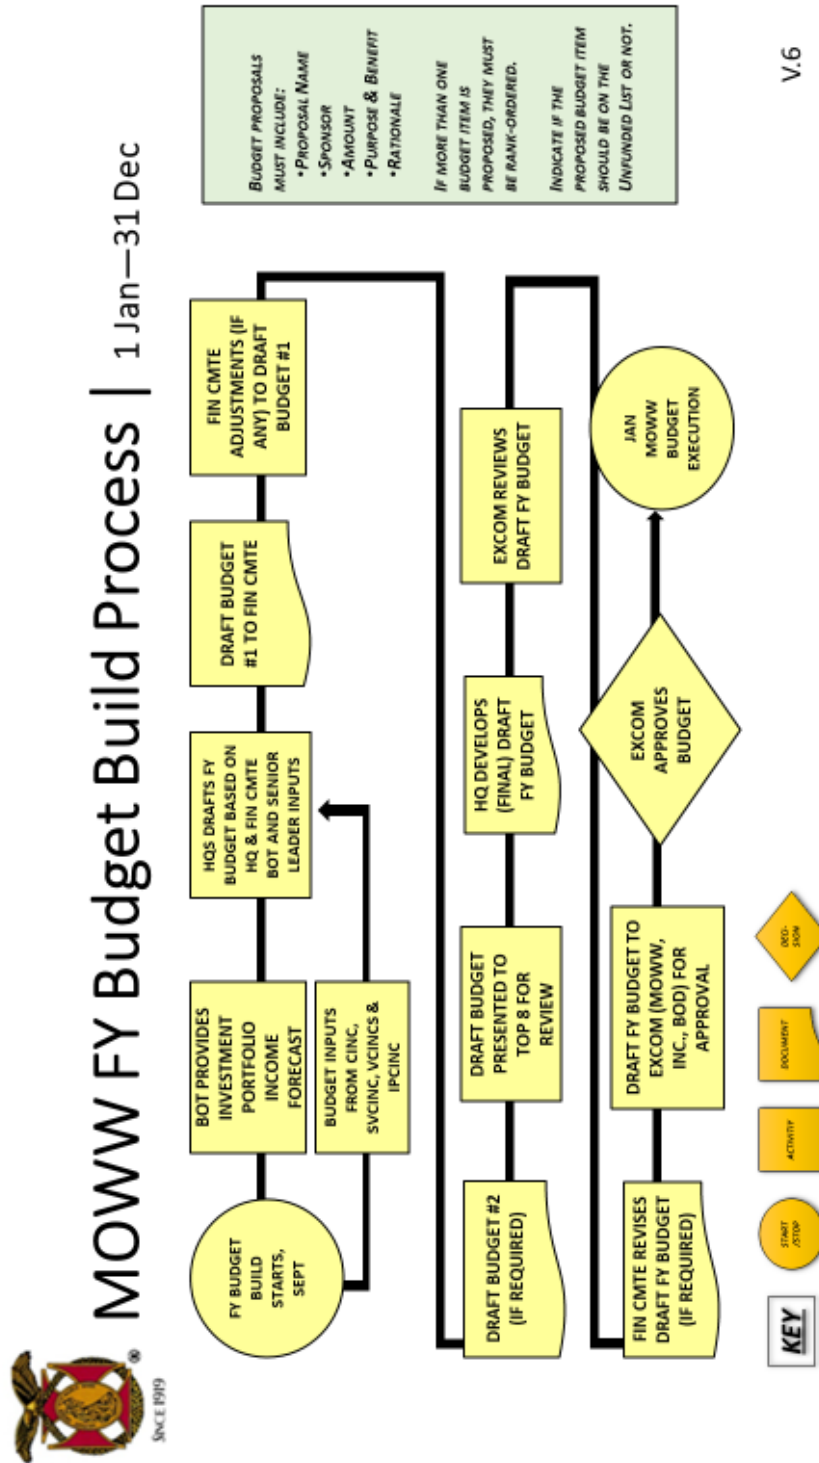 MOWW FY Budget Build Process | 1 Jan—31 Dec
SINCE 1919
®
FY BUDGET
BUILD
STARTS,
SEPT
BOT PROVIDES
INVESTMENT
PORTFOLIO
INCOME
FORECAST
BUDGET INPUTS
FROM CINC,
SVCINC, VCINCS &
IPCINC
HQS DRAFTS FY
BUDGET BASED ON
HQ & FIN CMTE
BOT AND SENIOR
LEADER INPUTS
DRAFT BUDGET
#1 TO FIN CMTE
FIN CMTE
ADJUSTMENTS (IF
ANY) TO DRAFT
BUDGET #1
DRAFT BUDGET #2
(IF REQUIRED)
DRAFT BUDGET
PRESENTED TO
TOP 8 FOR
REVIEW
HQ DEVELOPS
(FINAL) DRAFT
FY BUDGET
EXCOM REVIEWS
DRAFT FY BUDGET
FIN CMTE REVISES
DRAFT FY BUDGET
(IF REQUIRED)
DRAFT FY BUDGET TO
EXCOM (MOWW,
INC., BOD) FOR
APPROVAL
EXCOM
APPROVES
BUDGET
JAN
MOWW
BUDGET
EXECUTION
BUDGET PROPOSALS
MUST INCLUDE:
•PROPOSAL NAME
•SPONSOR
•AMOUNT
•PURPOSE & BENEFIT
•RATIONALE
IF MORE THAN ONE
BUDGET ITEM IS
PROPOSED, THEY MUST
BE RANK-ORDERED.
INDICATE IF THE
PROPOSED BUDGET ITEM
SHOULD BE ON THE
UNFUNDED LIST OR NOT.
KEY
START
/STOP
ACTIVITIY
DOCUMENT
DECI-
SION
V.6